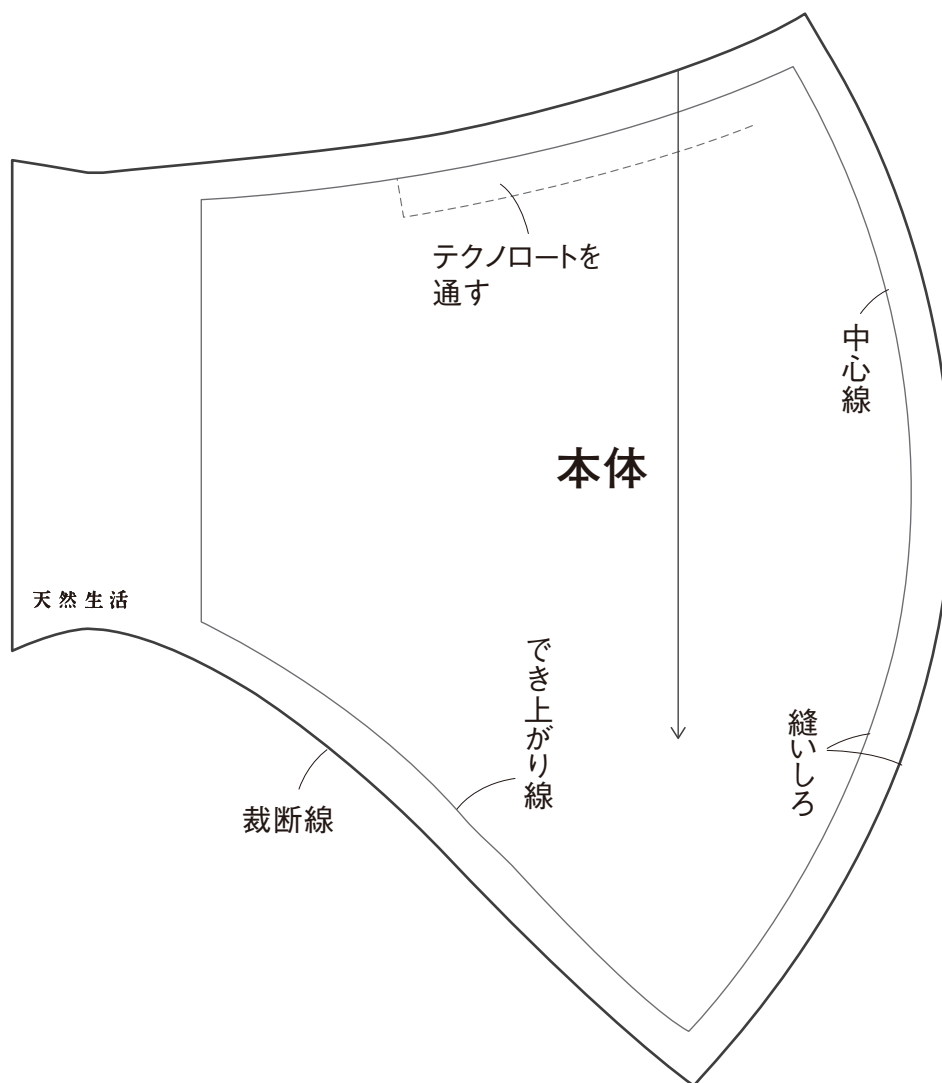 テクノロートを
通す
中心線
本体
天然生活
でき上がり線
縫いしろ
裁断線